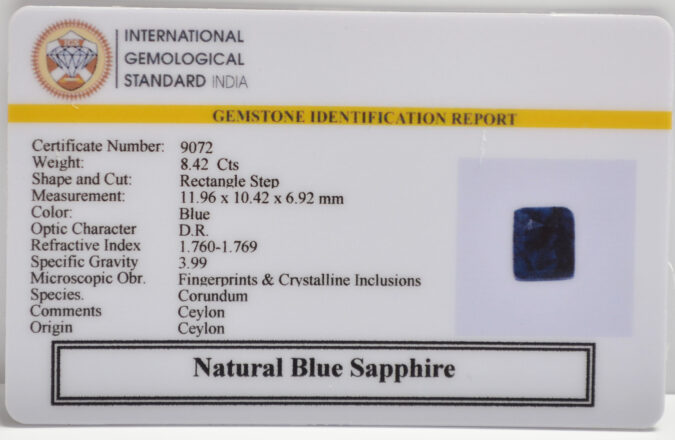 INTERNATIONAL
GEMOLOGICAL
STANDARD INDIA
GEMSTONE IDENTIFICATION REPORT
Certificate Number: 9072
Weight: 8.42 Cts
Shape and Cut: Rectangle Step
Measurement: 11.96 x 10.42 x 6.92 mm
Color: Blue
Optic Character D.R.
Refractive Index 1.760-1.769
Specific Gravity 3.99
Microscopic Obr. Fingerprints & Crystalline Inclusions
Species. Corundum
Comments Ceylon
Origin Ceylon
Natural Blue Sapphire